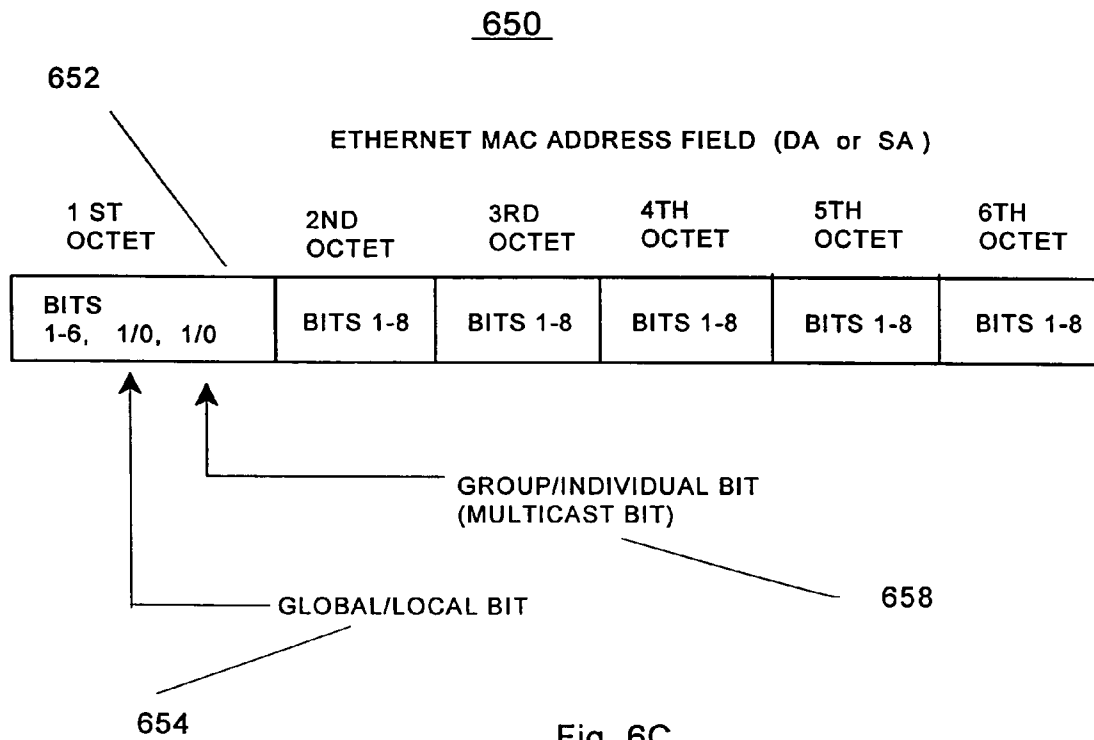 650
652
ETHERNET MAC ADDRESS FIELD (DA or SA )
1 ST OCTET
2ND OCTET
3RD OCTET
4TH OCTET
5TH OCTET
6TH OCTET
BITS
1-6, 1/0, 1/0
BITS 1-8
BITS 1-8
BITS 1-8
BITS 1-8
BITS 1-8
GROUP/INDIVIDUAL BIT
(MULTICAST BIT)
658
GLOBAL/LOCAL BIT
654
Fig. 6C